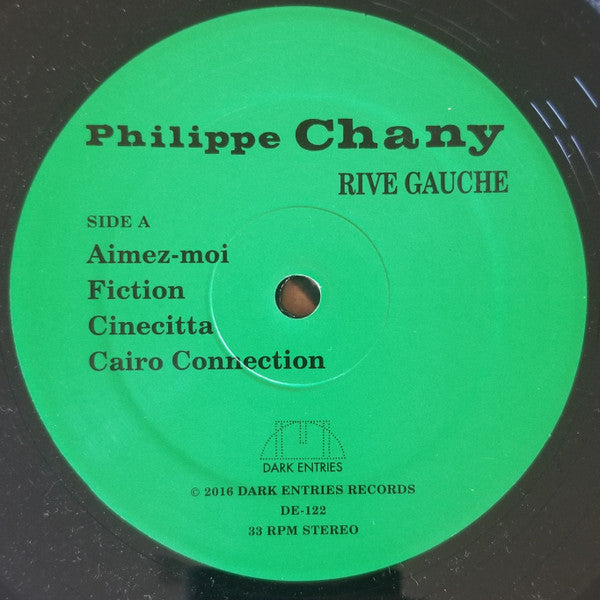 Philippe Chany
RIVE GAUCHE
SIDE A
Aimez-moi
Fiction
Cinecitta
Cairo Connection
DARK ENTRIES
© 2016 DARK ENTRIES RECORDS
DE-122
33 RPM STEREO